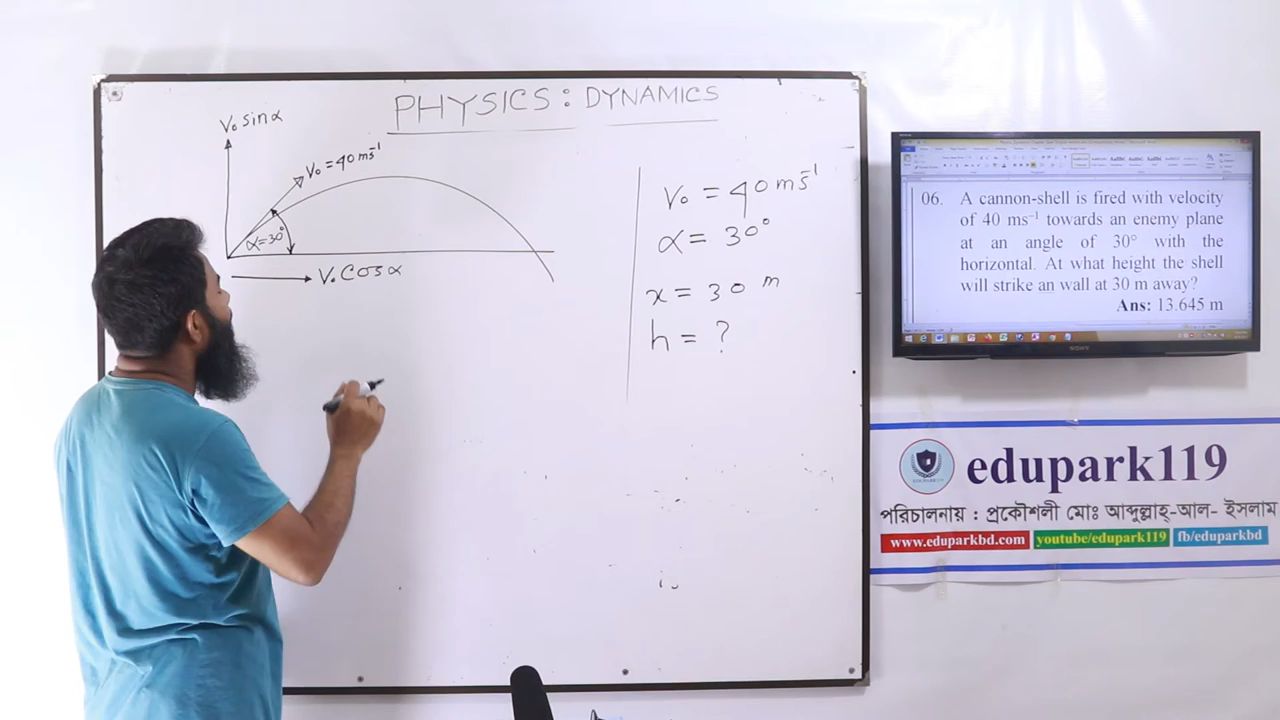 PHYSICS : DYNAMICS
V₀ sinα
V₀ = 40 ms⁻¹
α = 30°
V₀ cosα
V₀ = 40 ms⁻¹
α = 30°
x = 30 m
h = ?
06. A cannon-shell is fired with velocity
of 40 ms⁻¹ towards an enemy plane
at an angle of 30° with the
horizontal. At what height the shell
will strike an wall at 30 m away?
Ans: 13.645 m
SONY
edupark119
পরিচালনায় : প্রকৌশলী মোঃ আব্দুল্লাহ্-আল- ইসলাম
www.eduparkbd.com
youtube/edupark119
fb/eduparkbd